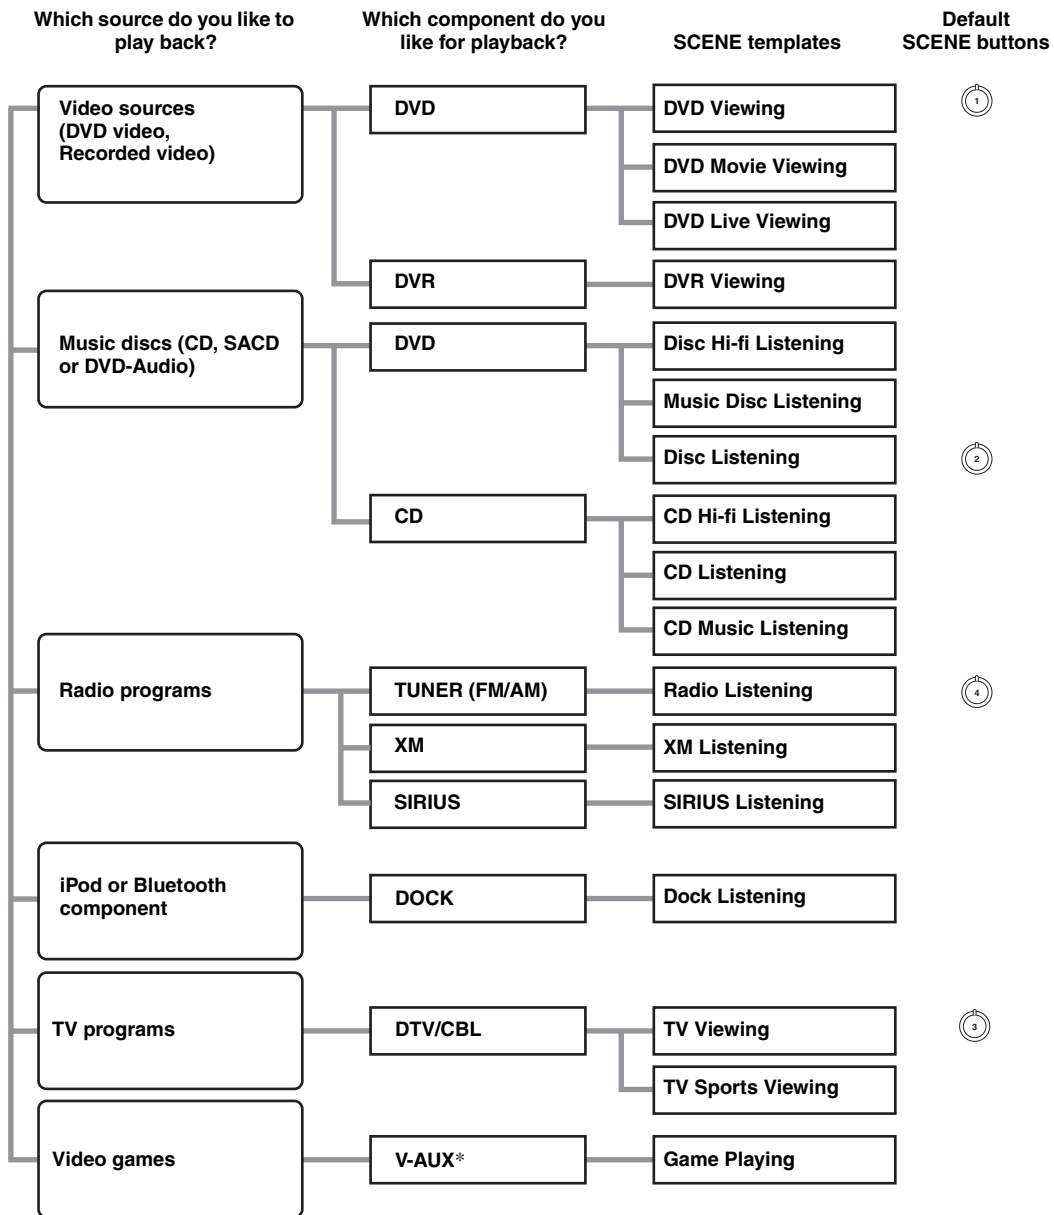 Which source do you like to
play back?
Which component do you
like for playback?
SCENE templates
Default
SCENE buttons
Video sources
(DVD video,
Recorded video)
DVD
DVD Viewing
1
DVD Movie Viewing
DVD Live Viewing
DVR
DVR Viewing
Music discs (CD, SACD
or DVD-Audio)
DVD
Disc Hi-fi Listening
Music Disc Listening
Disc Listening
2
CD
CD Hi-fi Listening
CD Listening
CD Music Listening
Radio programs
TUNER (FM/AM)
Radio Listening
4
XM
XM Listening
SIRIUS
SIRIUS Listening
iPod or Bluetooth
component
DOCK
Dock Listening
TV programs
DTV/CBL
TV Viewing
3
TV Sports Viewing
Video games
V-AUX*
Game Playing